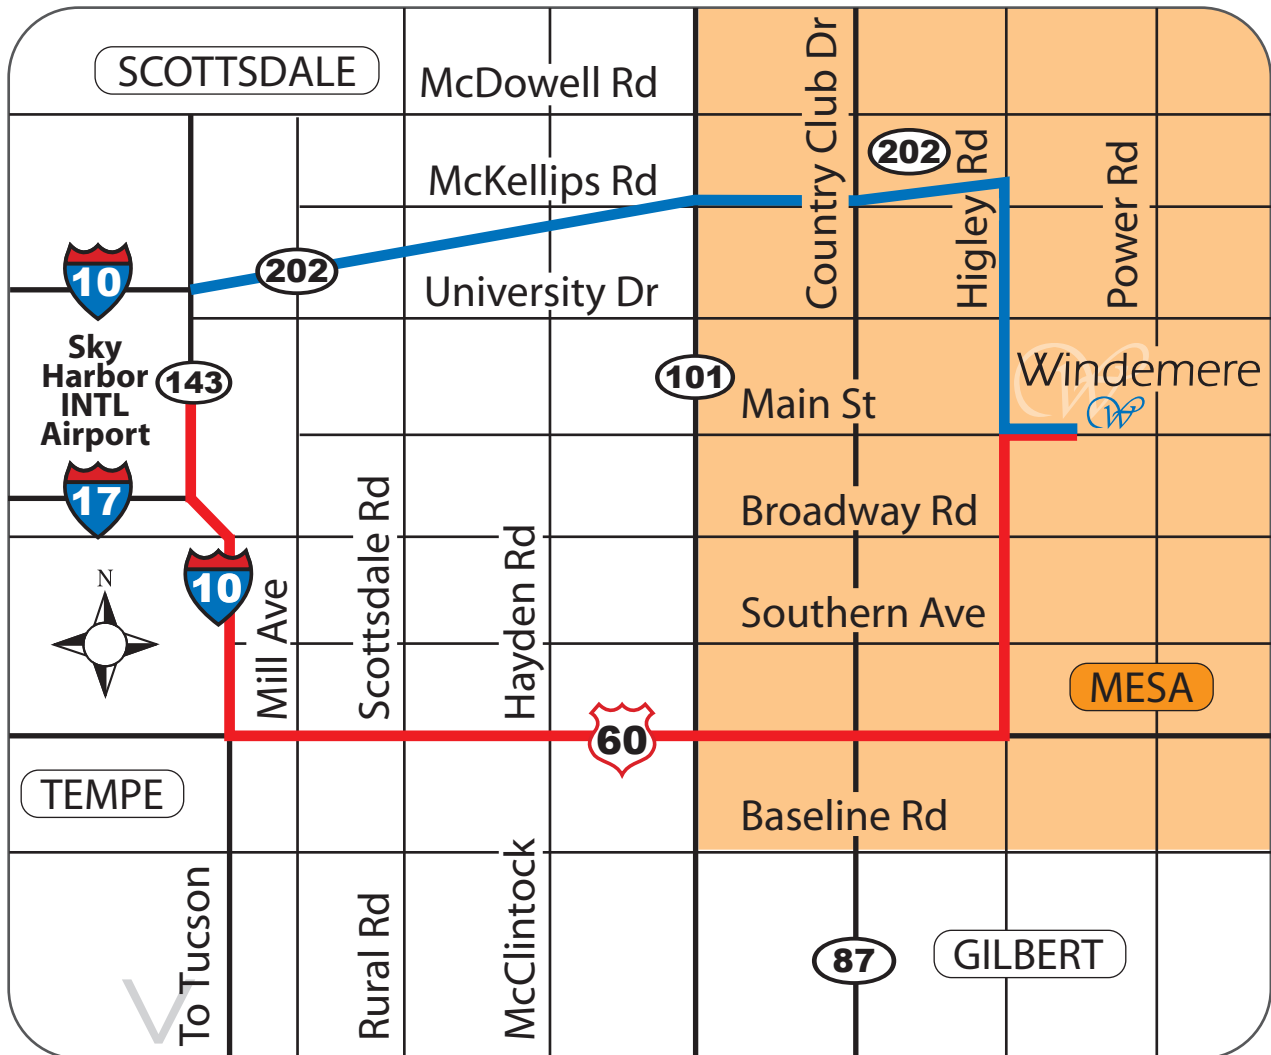 SCOTTSDALE
McDowell Rd
Country Club Dr
202
McKellips Rd
Higley Rd
Power Rd
10
202
University Dr
Sky
Harbor
INTL
Airport
143
101
Windemere
W
W
Main St
17
Broadway Rd
Scottsdale Rd
Hayden Rd
10
N
Mill Ave
Southern Ave
MESA
60
TEMPE
Baseline Rd
To Tucson
Rural Rd
McClintock
87
GILBERT